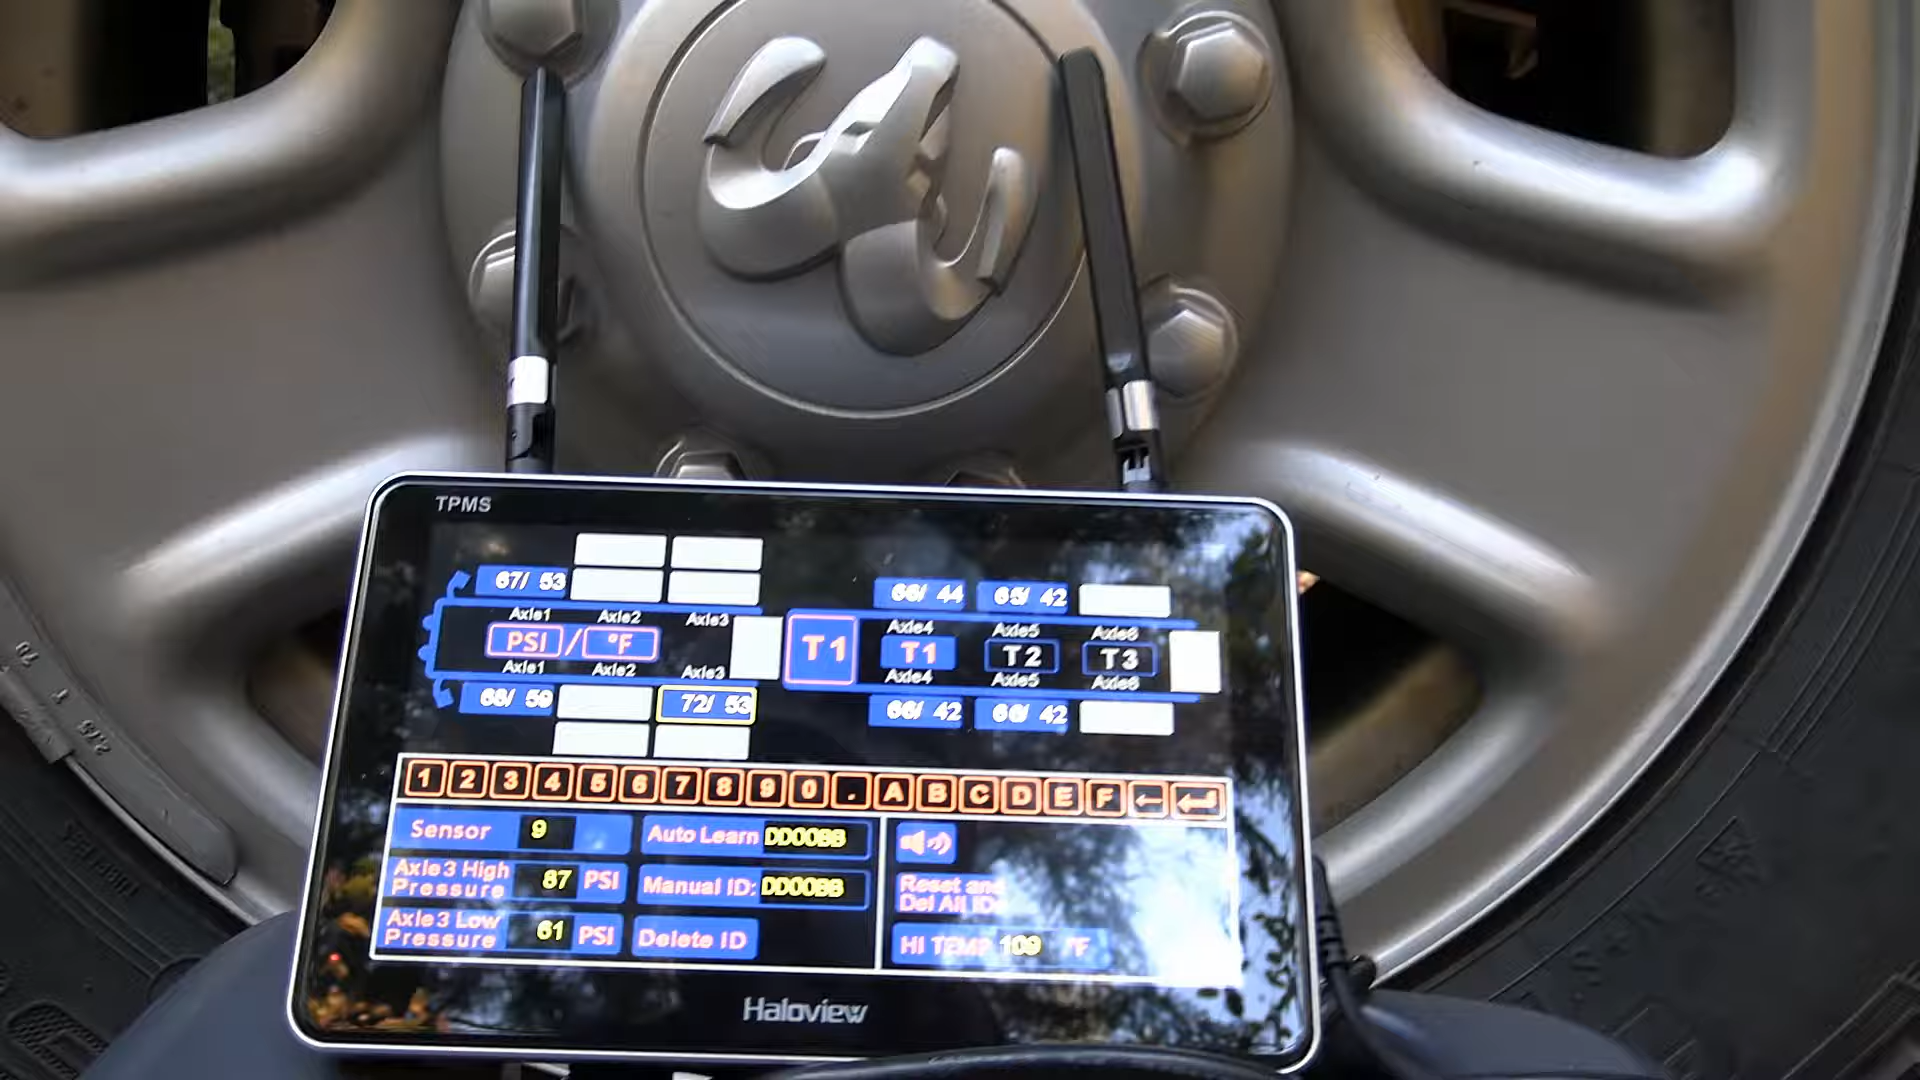 TPMS
67/ 53
66/ 44 65/ 42
Axle1 Axle2 Axle3
Axle4 Axle5 Axle6
PSI / °F
T1
T1 T2 T3
Axle1 Axle2 Axle3
Axle4 Axle5 Axle6
68/ 59 72/ 53
66/ 42 66/ 42
1 2 3 4 5 6 7 8 9 0 . A B C D E F
Sensor 9
Auto Learn DD00BB
Axle3 High
Pressure 87 PSI
Manual ID: DD00BB
Reset and
Del All IDs
Axle3 Low
Pressure 61 PSI
Delete ID
HI TEMP 109 °F
Haloview